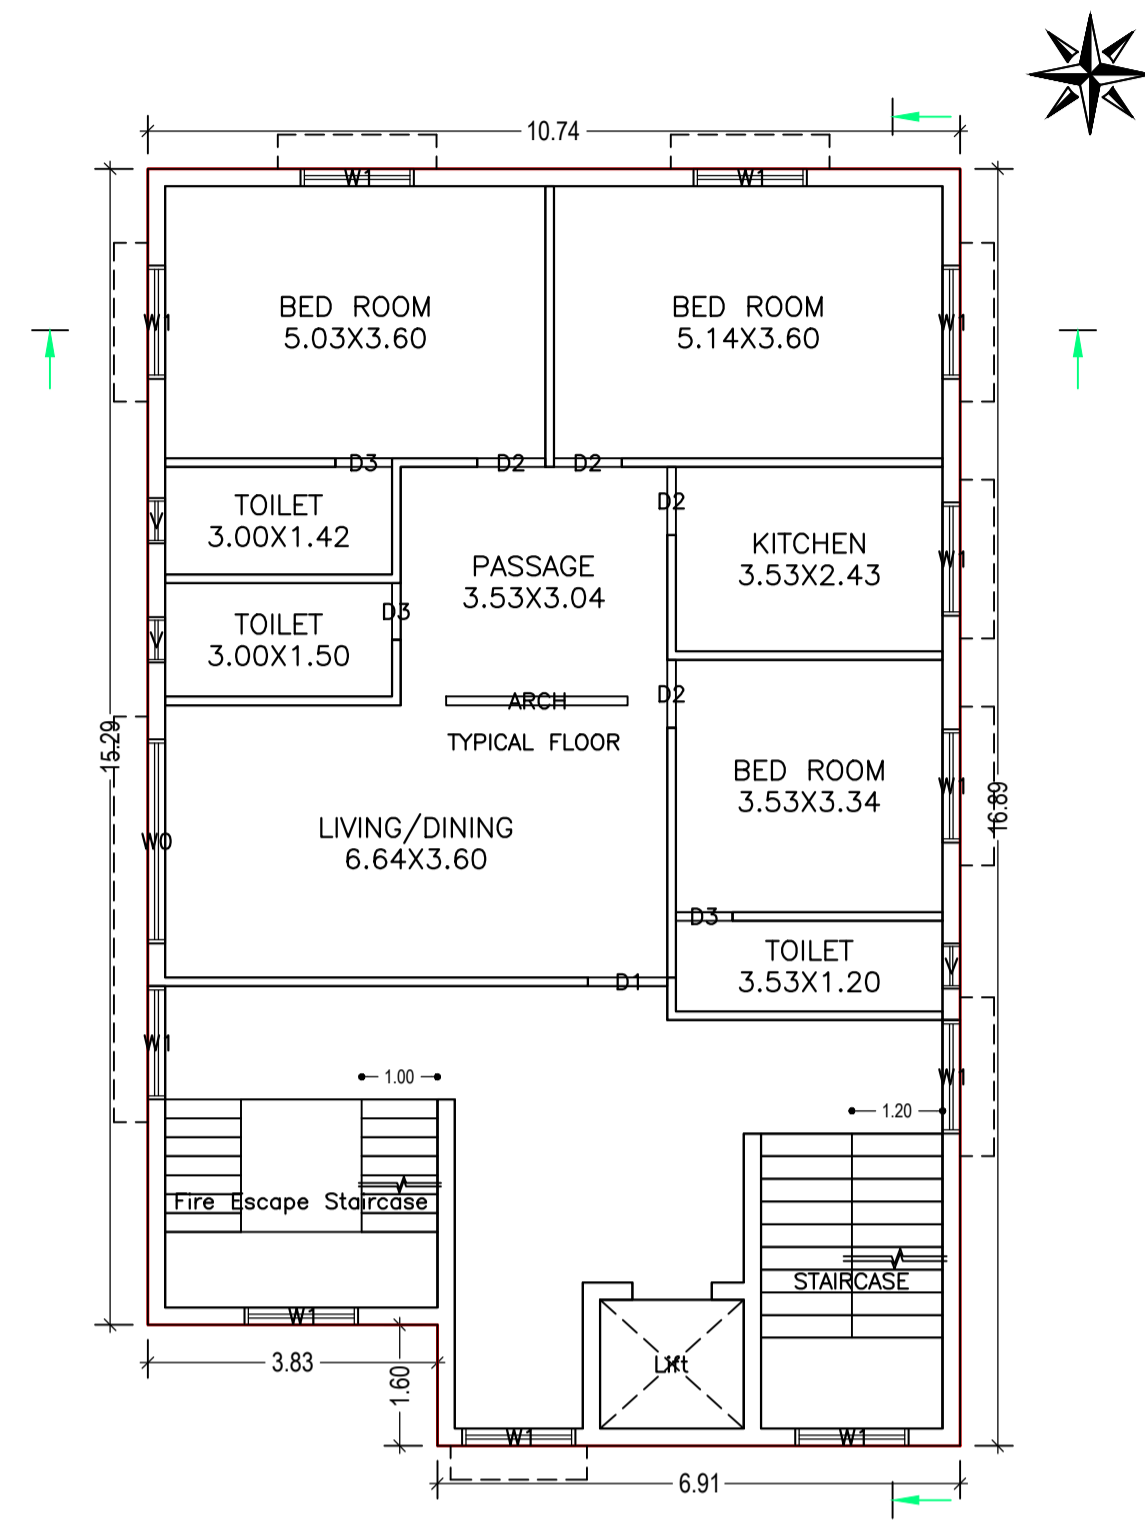 10.74
W1
W1
BED ROOM
5.03X3.60
BED ROOM
5.14X3.60
W1
W1
D3
D2
D2
TOILET
3.00X1.42
V
D2
KITCHEN
3.53X2.43
W1
PASSAGE
3.53X3.04
TOILET
3.00X1.50
V
D3
ARCH
D2
TYPICAL FLOOR
15.29
BED ROOM
3.53X3.34
W1
16.89
LIVING/DINING
6.64X3.60
W0
D3
TOILET
3.53X1.20
V
D1
W1
W1
1.00
1.20
Fire Escape Staircase
STAIRCASE
W1
3.83
1.60
Lift
W1
W1
6.91